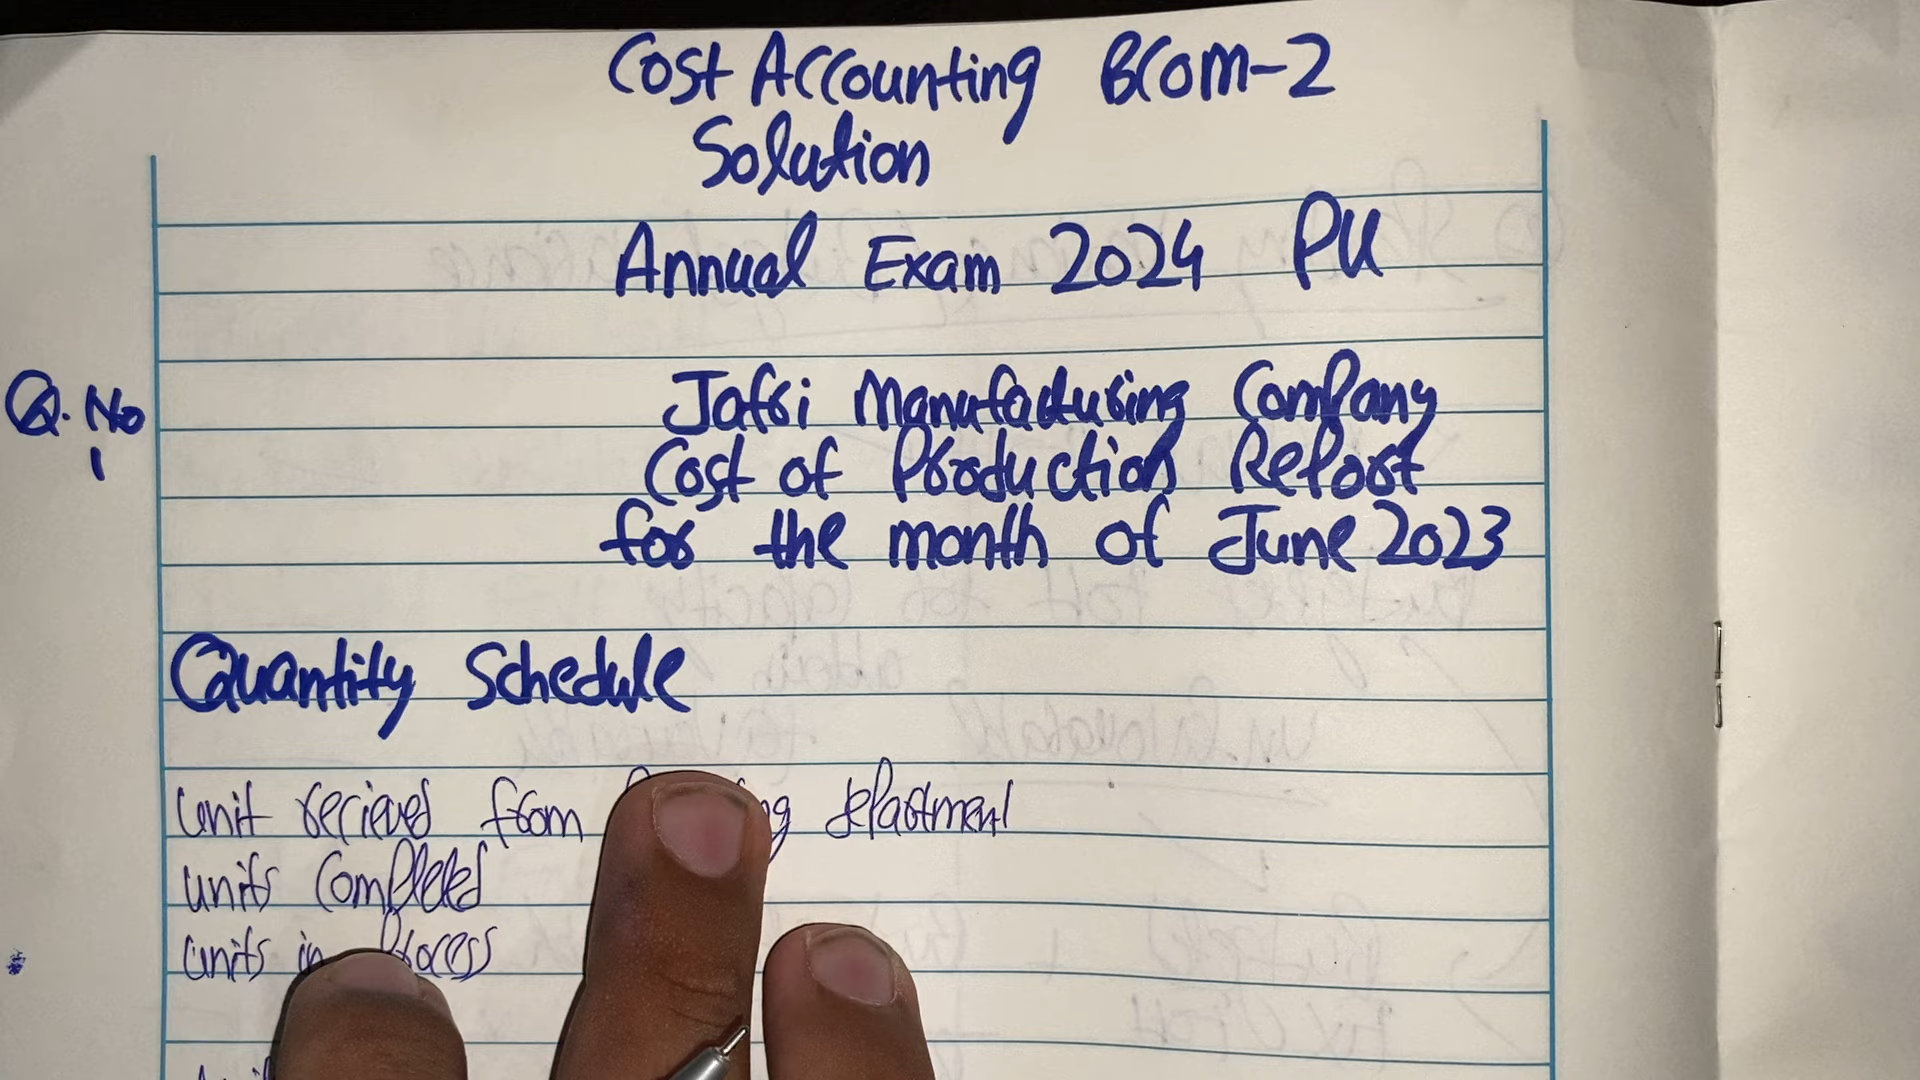 Cost Accounting BCOM-2
Solution
Annual Exam 2024 PU
Q. No
1
Jafri Manufacturing Company
Cost of Production Report
for the month of June 2023
Quantity Schedule
Unit recieved from department
units Completed
Units in Process